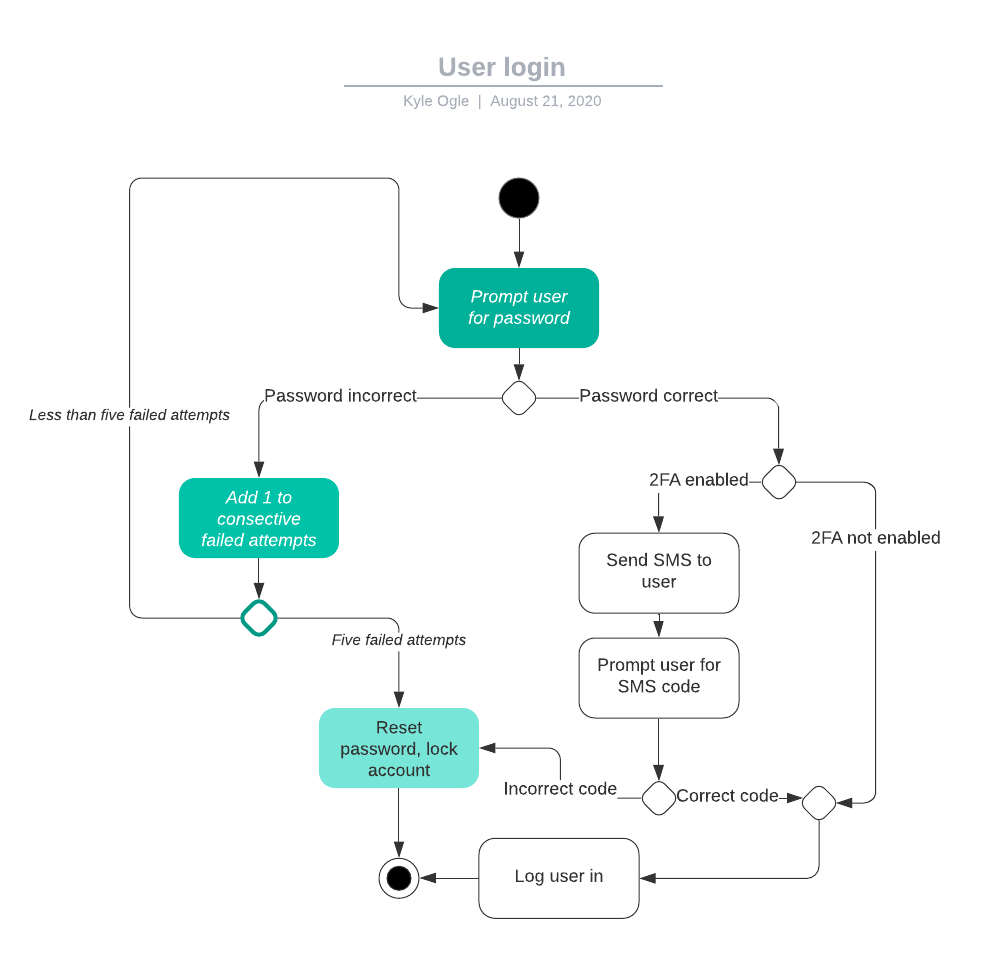 User login
Kyle Ogle | August 21, 2020
Prompt user
for password
Password incorrect
Password correct
Less than five failed attempts
2FA enabled
Add 1 to
consective
failed attempts
2FA not enabled
Send SMS to
user
Five failed attempts
Prompt user for
SMS code
Reset
password, lock
account
Incorrect code
Correct code
Log user in